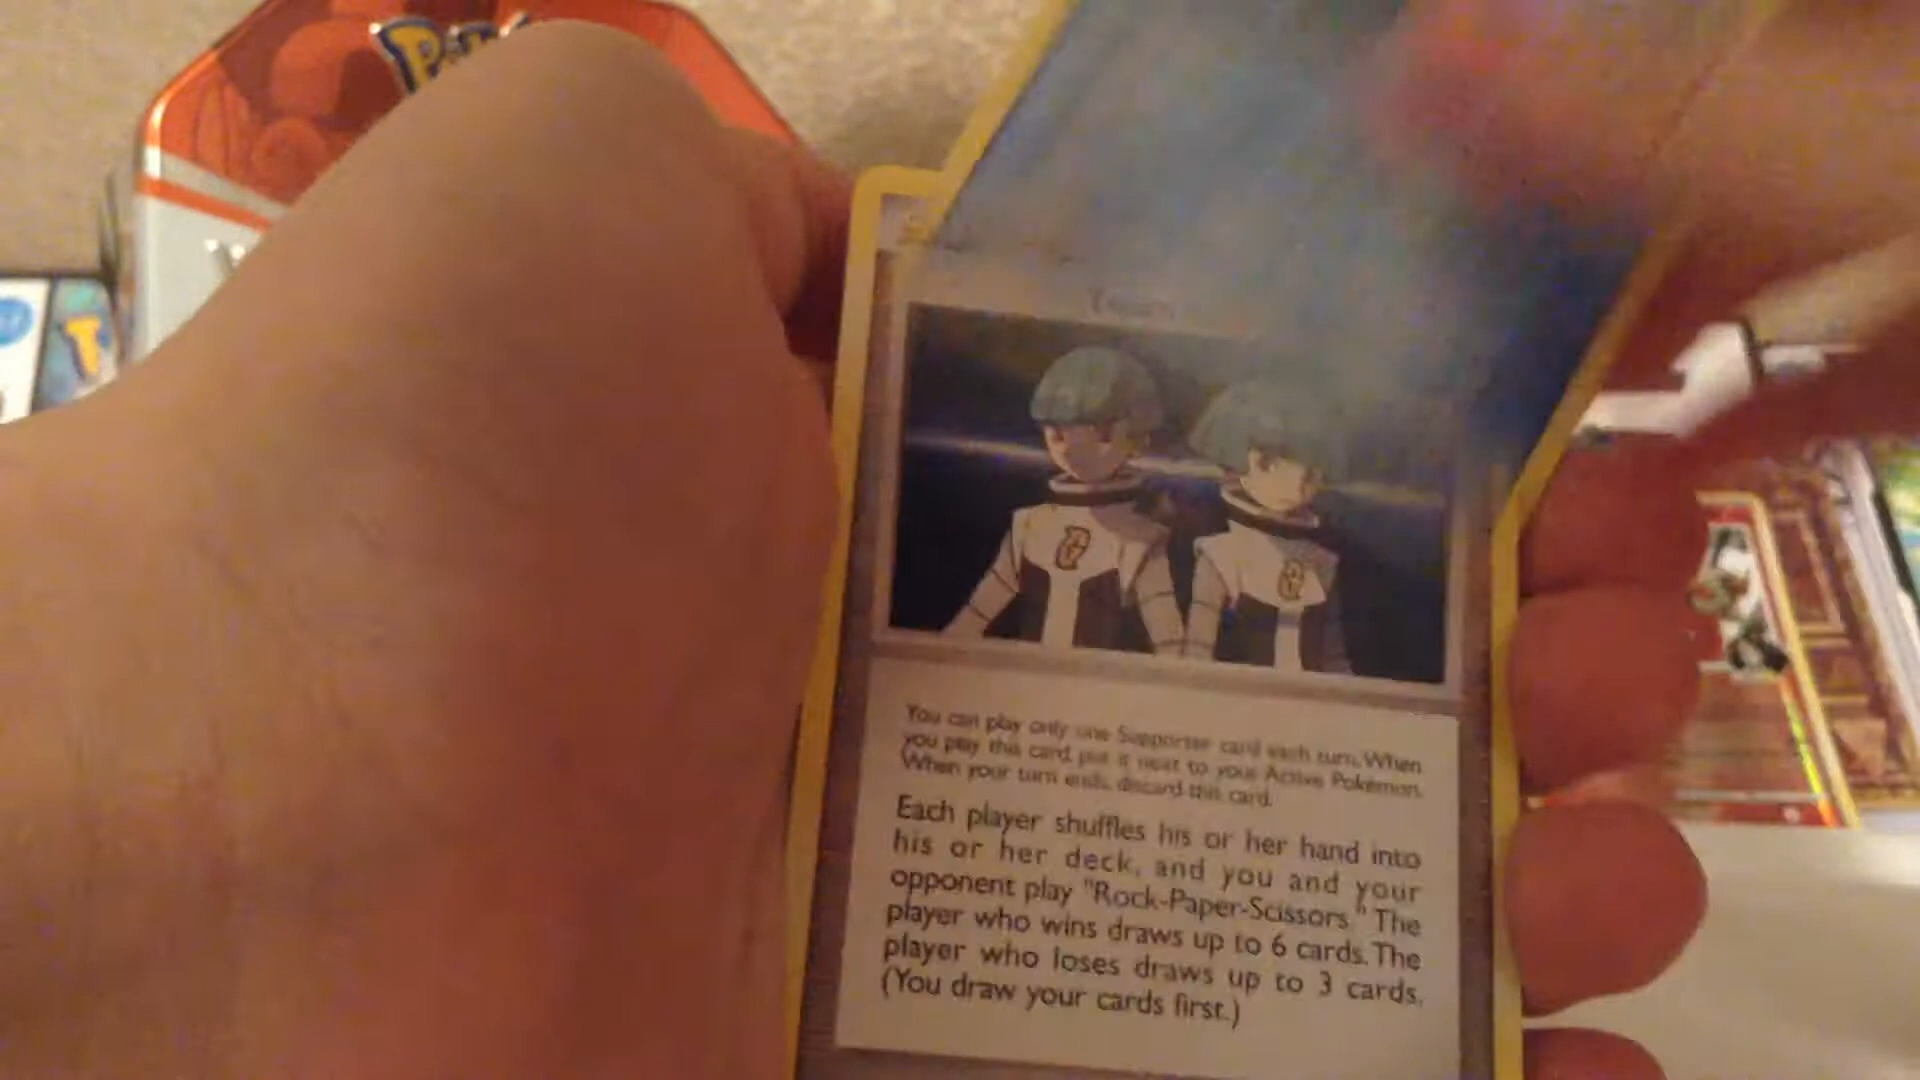 Team
You can play only one Supporter card each turn. When
you play this card, put it next to your Active Pokémon.
When your turn ends, discard this card.
Each player shuffles his or her hand into
his or her deck, and you and your
opponent play "Rock-Paper-Scissors." The
player who wins draws up to 6 cards. The
player who loses draws up to 3 cards.
(You draw your cards first.)